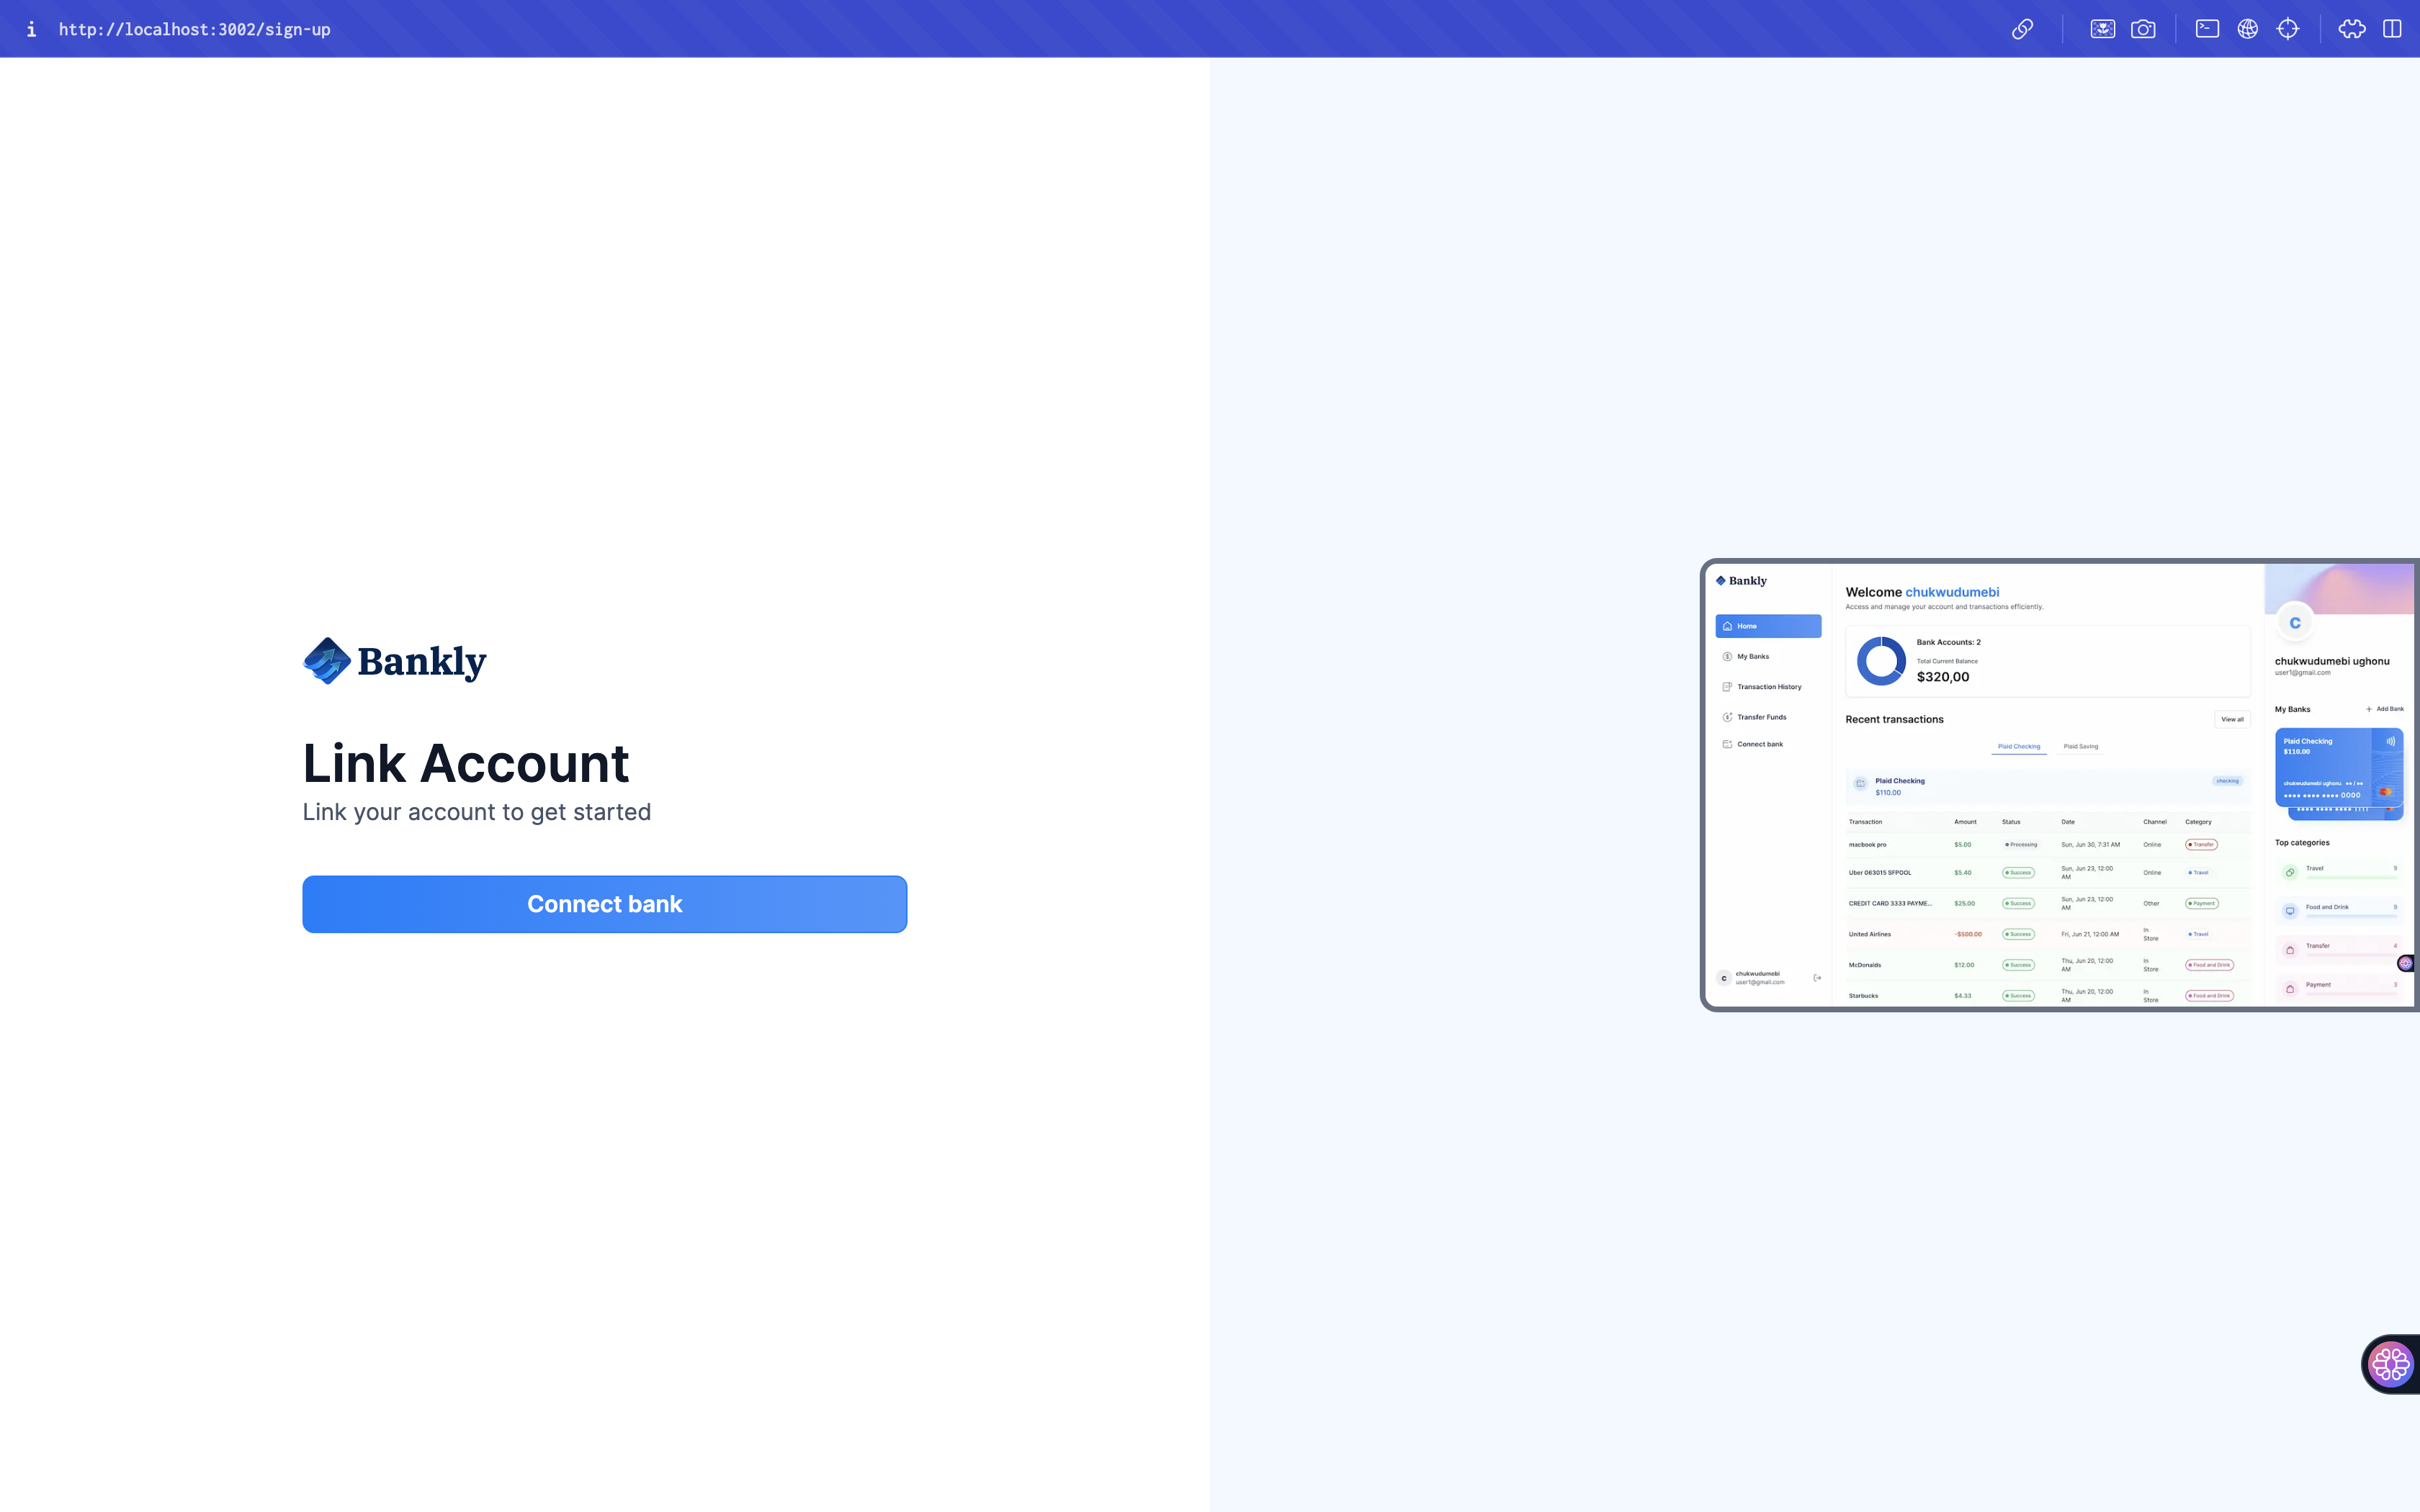 i http://localhost:3002/sign-up
Bankly
Link Account
Link your account to get started
Connect bank
Bankly
Home
My Banks
Transaction History
Transfer Funds
Connect bank
c chukwudumebi
user1@gmail.com
Welcome chukwudumebi
Access and manage your account and transactions efficiently.
Bank Accounts: 2
Total Current Balance
$320,00
Recent transactions View all
Plaid Checking Plaid Saving
Plaid Checking checking
$110.00
Transaction Amount Status Date Channel Category
macbook pro $5.00 Processing Sun, Jun 30, 7:31 AM Online Transfer
Uber 063015 SFPOOL $5.40 Success Sun, Jun 23, 12:00 AM Online Travel
CREDIT CARD 3333 PAYME... $25.00 Success Sun, Jun 23, 12:00 AM Other Payment
United Airlines -$500.00 Success Fri, Jun 21, 12:00 AM In Store Travel
McDonalds $12.00 Success Thu, Jun 20, 12:00 AM In Store Food and Drink
Starbucks $4.33 Success Thu, Jun 20, 12:00 AM In Store Food and Drink
c
chukwudumebi ughonu
user1@gmail.com
My Banks + Add Bank
Plaid Checking
$110.00
chukwudumebi ughonu ●● / ●●
●●●● ●●●● ●●●● 0000
●●●● ●●●● ●●●● 1111
Top categories
Travel 9
Food and Drink 9
Transfer 4
Payment 3